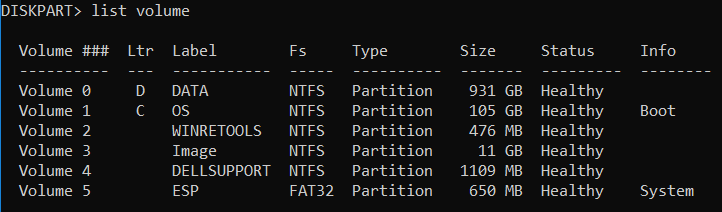 DISKPART> list volume
Volume ### Ltr Label Fs Type Size Status Info
---------- --- ----------- ----- ---------- ------- --------- --------
Volume 0 D DATA NTFS Partition 931 GB Healthy
Volume 1 C OS NTFS Partition 105 GB Healthy Boot
Volume 2 WINRETOOLS NTFS Partition 476 MB Healthy
Volume 3 Image NTFS Partition 11 GB Healthy
Volume 4 DELLSUPPORT NTFS Partition 1109 MB Healthy
Volume 5 ESP FAT32 Partition 650 MB Healthy System